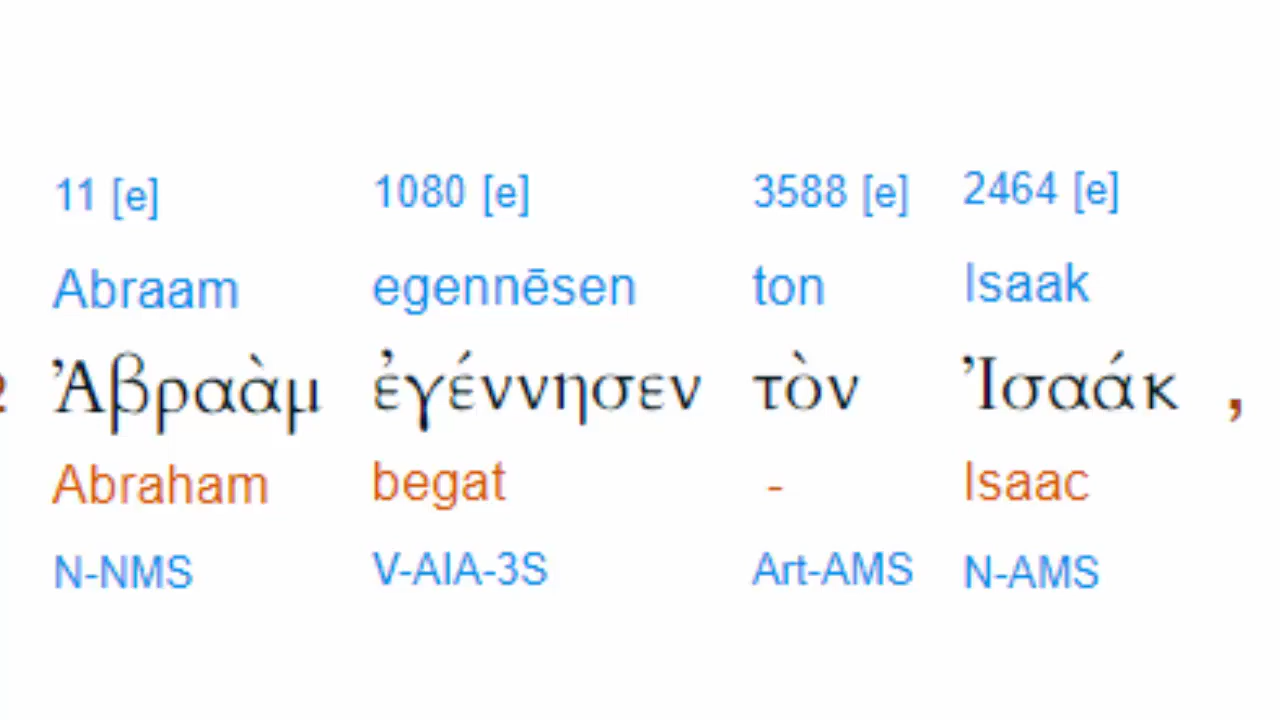 11 [e] 1080 [e] 3588 [e] 2464 [e]
Abraam egennēsen ton Isaak
Ἀβραὰμ ἐγέννησεν τὸν Ἰσαάκ ,
Abraham begat - Isaac
N-NMS V-AIA-3S Art-AMS N-AMS